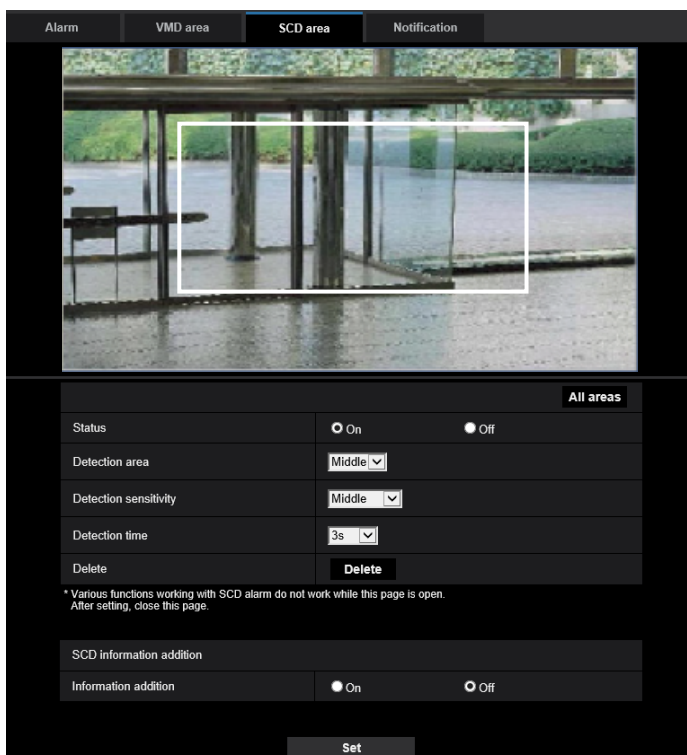 Alarm VMD area SCD area Notification
All areas
Status On Off
Detection area Middle
Detection sensitivity Middle
Detection time 3s
Delete Delete
* Various functions working with SCD alarm do not work while this page is open.
After setting, close this page.
SCD information addition
Information addition On Off
Set